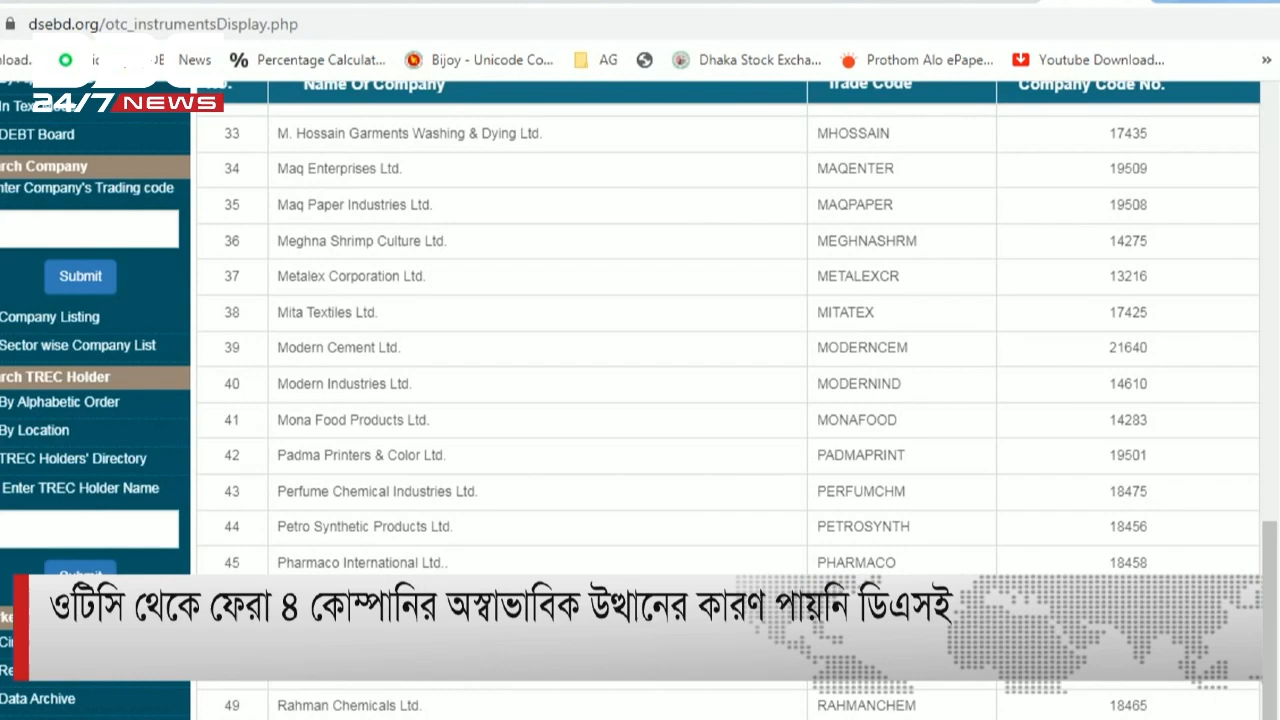 dsebd.org/otc_instrumentsDisplay.php
News
Percentage Calculat...
Bijoy - Unicode Co...
AG
Dhaka Stock Excha...
Prothom Alo ePape...
Youtube Download...
»
24/7 NEWS
Name Of Company Trade Code Company Code No.
DEBT Board
Company
Company's Trading code
Submit
Company Listing
Sector wise Company List
TREC Holder
By Alphabetic Order
By Location
TREC Holders' Directory
Enter TREC Holder Name
Submit
Data Archive
33 M. Hossain Garments Washing & Dying Ltd. MHOSSAIN 17435
34 Maq Enterprises Ltd. MAQENTER 19509
35 Maq Paper Industries Ltd. MAQPAPER 19508
36 Meghna Shrimp Culture Ltd. MEGHNASHRM 14275
37 Metalex Corporation Ltd. METALEXCR 13216
38 Mita Textiles Ltd. MITATEX 17425
39 Modern Cement Ltd. MODERNCEM 21640
40 Modern Industries Ltd. MODERNIND 14610
41 Mona Food Products Ltd. MONAFOOD 14283
42 Padma Printers & Color Ltd. PADMAPRINT 19501
43 Perfume Chemical Industries Ltd. PERFUMCHM 18475
44 Petro Synthetic Products Ltd. PETROSYNTH 18456
45 Pharmaco International Ltd.. PHARMACO 18458
ওটিসি থেকে ফেরা ৪ কোম্পানির অস্বাভাবিক উত্থানের কারণ পায়নি ডিএসই
49 Rahman Chemicals Ltd. RAHMANCHEM 18465